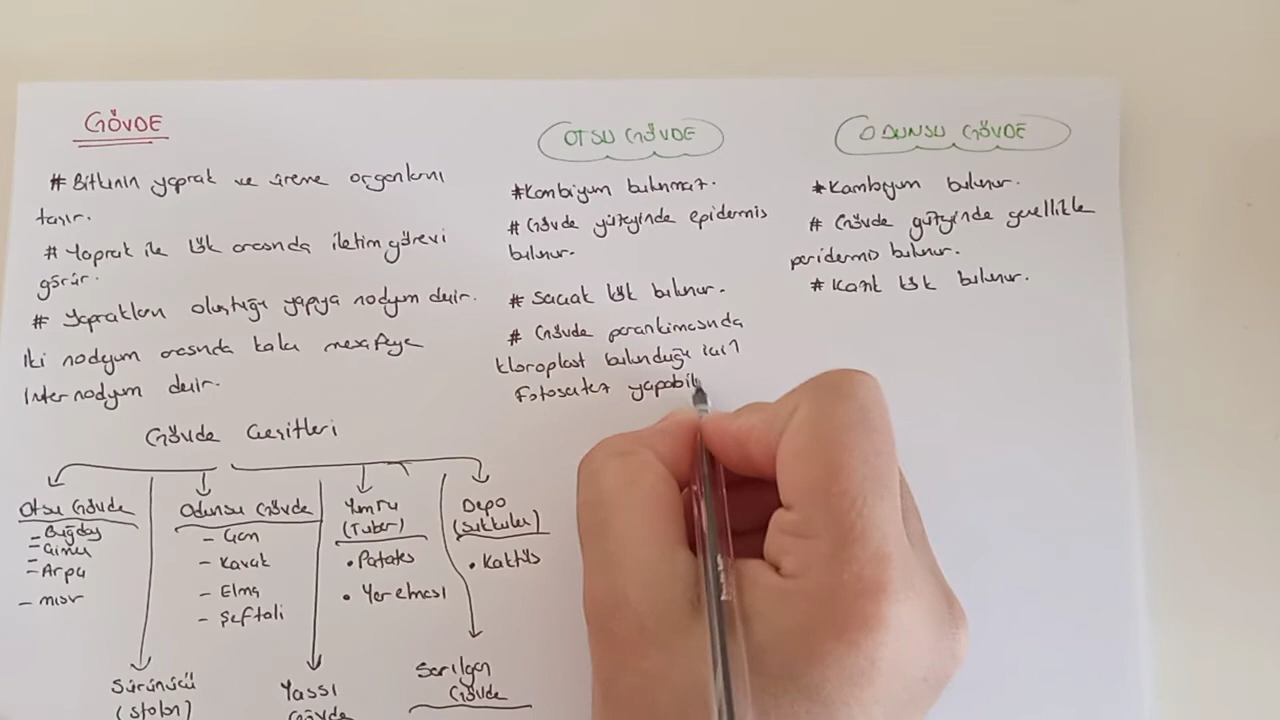 GÖVDE
# Bitkinin yaprak ve üreme organlarını
taşır.
# Yaprak ile kök arasında iletim görevi
görür.
# Yaprakların oluştuğu yapıya nodyum denir.
İki nodyum arasında kalan mesafeye
internodyum denir.
Gövde Çeşitleri
Otsu Gövde
- Buğday
- Çimen
- Arpa
- mısır
Odunsu Gövde
- Çam
- Kavak
- Elma
- Şeftali
Yumru
(Tuber)
• Patates
• Yer elması
Depo
(Sukkulent)
• Kaktüs
Sürünücü
(stolon)
Yassı
Gövde
Sarılgan
Gövde
OTSU GÖVDE
# Kambiyum bulunmaz.
# Gövde yüzeyinde epidermis
bulunur.
# Saçak kök bulunur.
# Gövde parankimasında
kloroplast bulunduğu için
Fotosentez yapabil
ODUNSU GÖVDE
# Kambiyum bulunur.
# Gövde yüzeyinde genellikle
peridermis bulunur.
# Kazık kök bulunur.